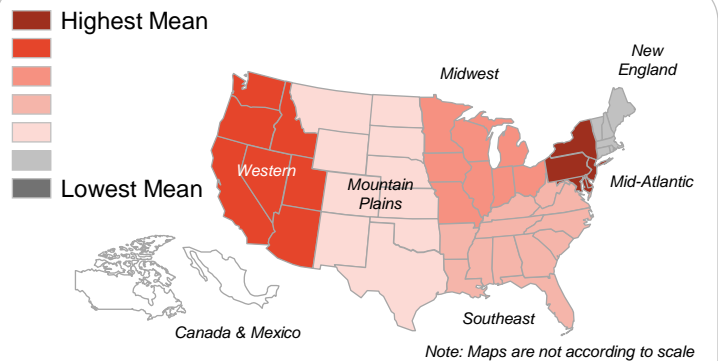 Highest Mean
New
England
Midwest
Western
Mountain
Plains
Lowest Mean
Mid-Atlantic
Southeast
Canada & Mexico
Note: Maps are not according to scale